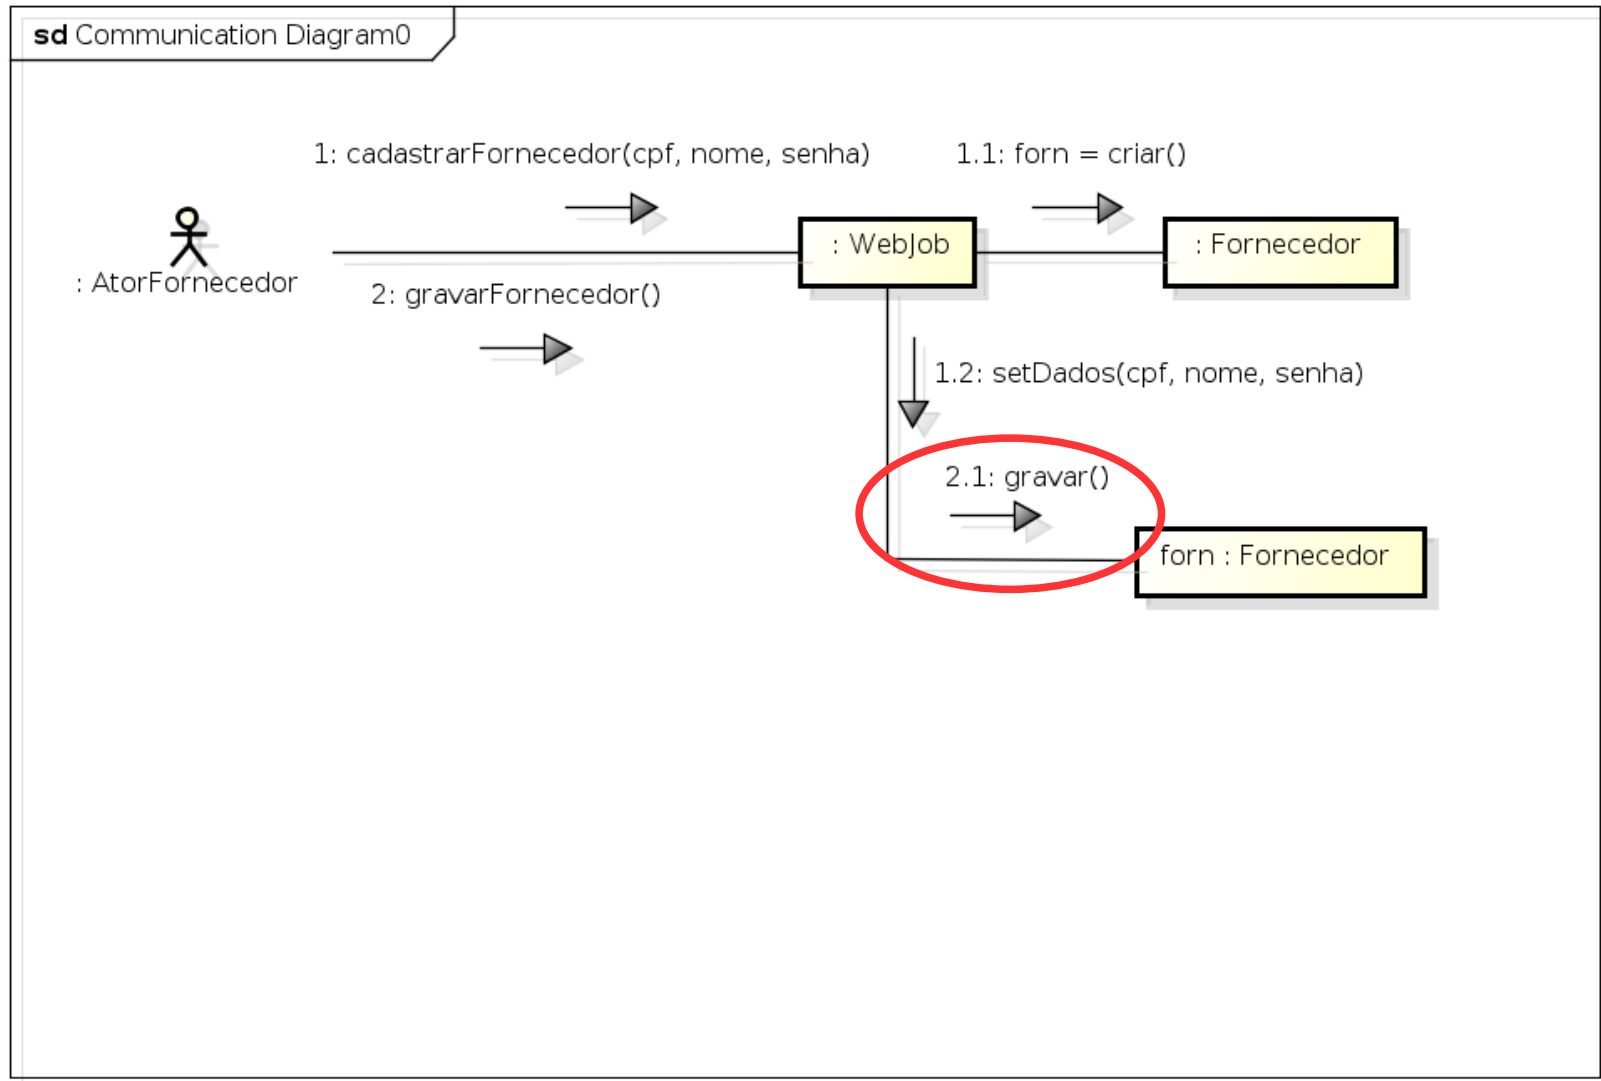 sd Communication Diagram0
1: cadastrarFornecedor(cpf, nome, senha)
1.1: forn = criar()
: WebJob
: Fornecedor
: AtorFornecedor
2: gravarFornecedor()
1.2: setDados(cpf, nome, senha)
2.1: gravar()
forn : Fornecedor